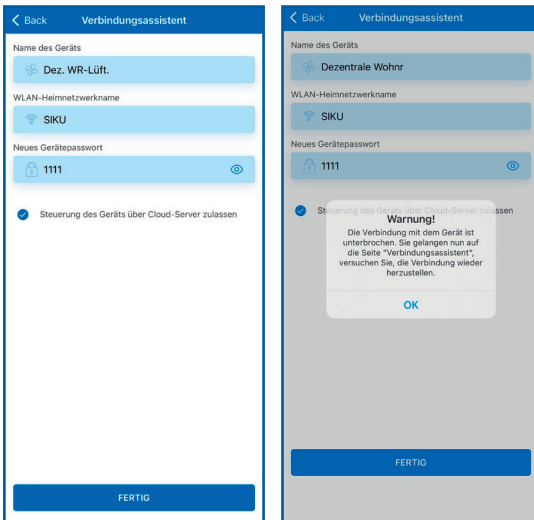 Back Verbindungsassistent
Name des Geräts
Dez. WR-Lüft.
WLAN-Heimnetzwerkname
SIKU
Neues Gerätepasswort
1111
Steuerung des Geräts über Cloud-Server zulassen
FERTIG
Back Verbindungsassistent
Name des Geräts
Dezentrale Wohnr
WLAN-Heimnetzwerkname
SIKU
Neues Gerätepasswort
1111
Steuerung des Geräts über Cloud-Server zulassen
Warnung!
Die Verbindung mit dem Gerät ist
unterbrochen. Sie gelangen nun auf
die Seite "Verbindungsassistent",
versuchen Sie, die Verbindung wieder
herzustellen.
OK
FERTIG